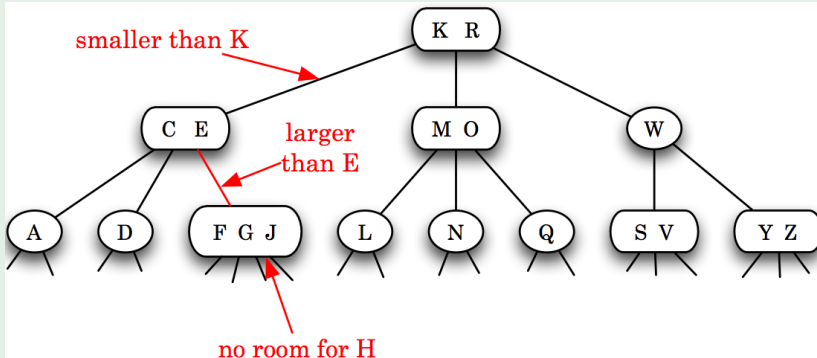 K R
smaller than K
C E
larger
than E
M O
W
A
D
F G J
L
N
Q
S V
Y Z
no room for H